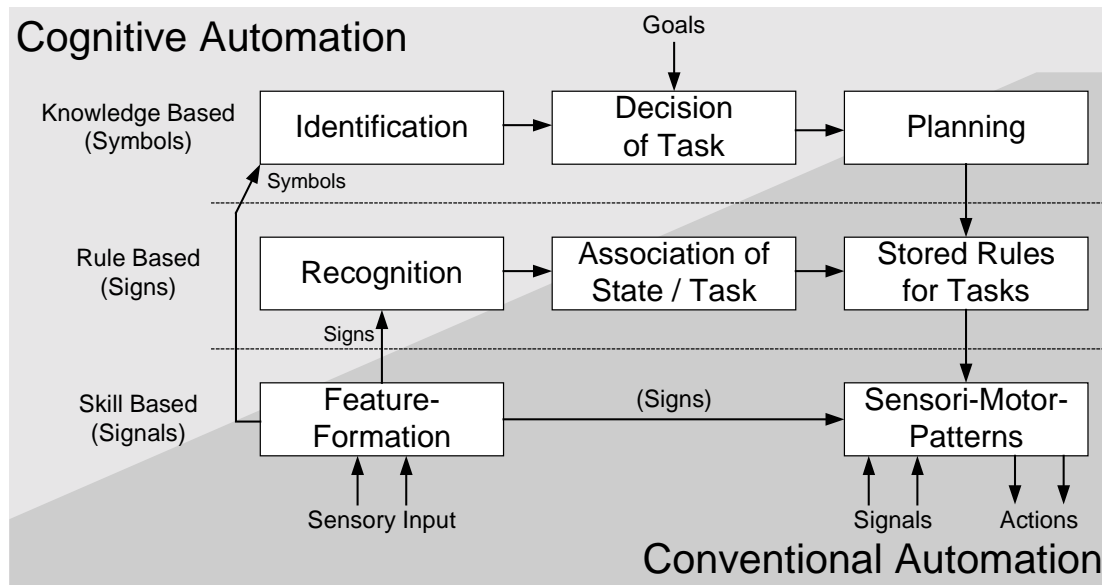 Cognitive Automation
Goals
Knowledge Based
(Symbols)
Identification
Decision
of Task
Planning
Symbols
Rule Based
(Signs)
Recognition
Association of
State / Task
Stored Rules
for Tasks
Signs
Skill Based
(Signals)
Feature-
Formation
(Signs)
Sensori-Motor-
Patterns
Sensory Input
Signals
Actions
Conventional Automation